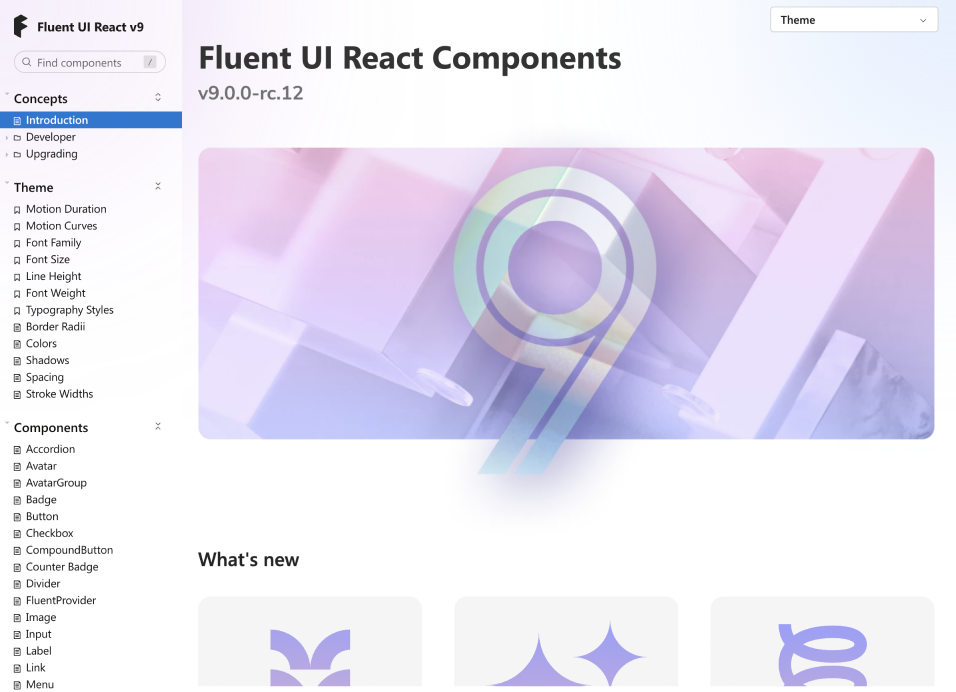 Fluent UI React v9
Find components
/
Concepts
Introduction
Developer
Upgrading
Theme
Motion Duration
Motion Curves
Font Family
Font Size
Line Height
Font Weight
Typography Styles
Border Radii
Colors
Shadows
Spacing
Stroke Widths
Components
Accordion
Avatar
AvatarGroup
Badge
Button
Checkbox
CompoundButton
Counter Badge
Divider
FluentProvider
Image
Input
Label
Link
Menu
Theme
Fluent UI React Components
v9.0.0-rc.12
9
What's new